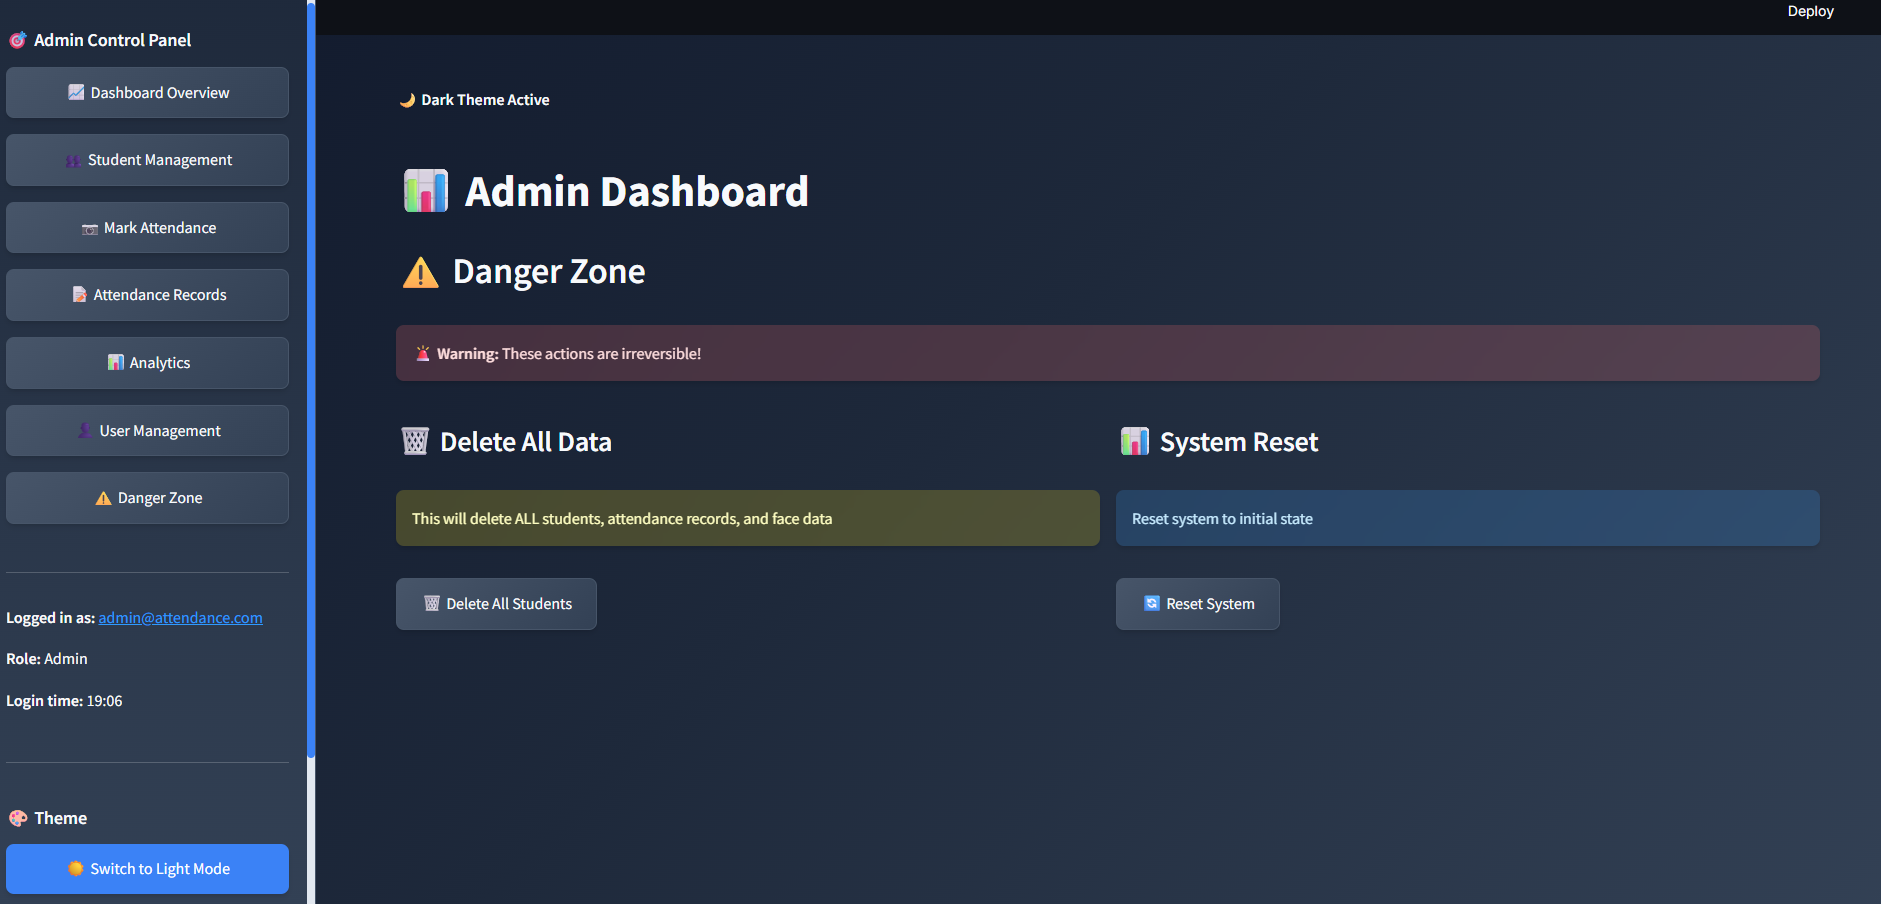 Deploy
Admin Control Panel
Dashboard Overview
Student Management
Mark Attendance
Attendance Records
Analytics
User Management
Danger Zone
Logged in as: admin@attendance.com
Role: Admin
Login time: 19:06
Theme
Switch to Light Mode
Dark Theme Active
Admin Dashboard
Danger Zone
Warning: These actions are irreversible!
Delete All Data
This will delete ALL students, attendance records, and face data
Delete All Students
System Reset
Reset system to initial state
Reset System